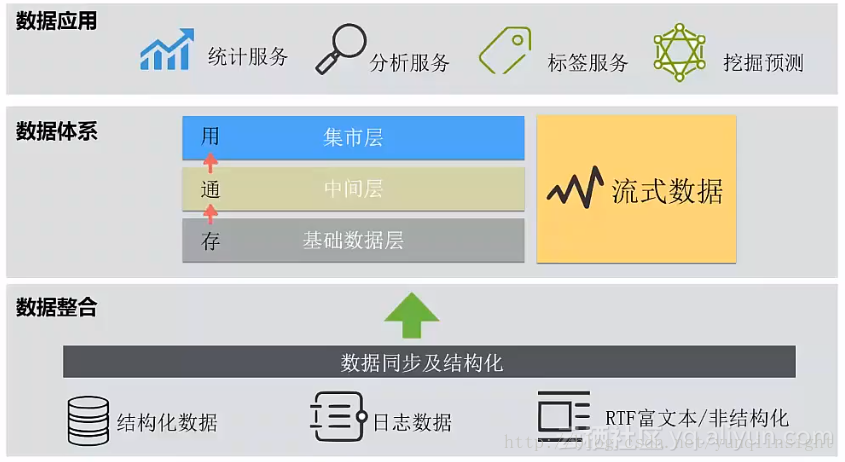 数据应用
统计服务
分析服务
标签服务
挖掘预测
数据体系
用
集市层
通
中间层
存
基础数据层
流式数据
数据整合
数据同步及结构化
结构化数据
日志数据
RTF富文本/非结构化
云栖社区 yq.aliyun.com